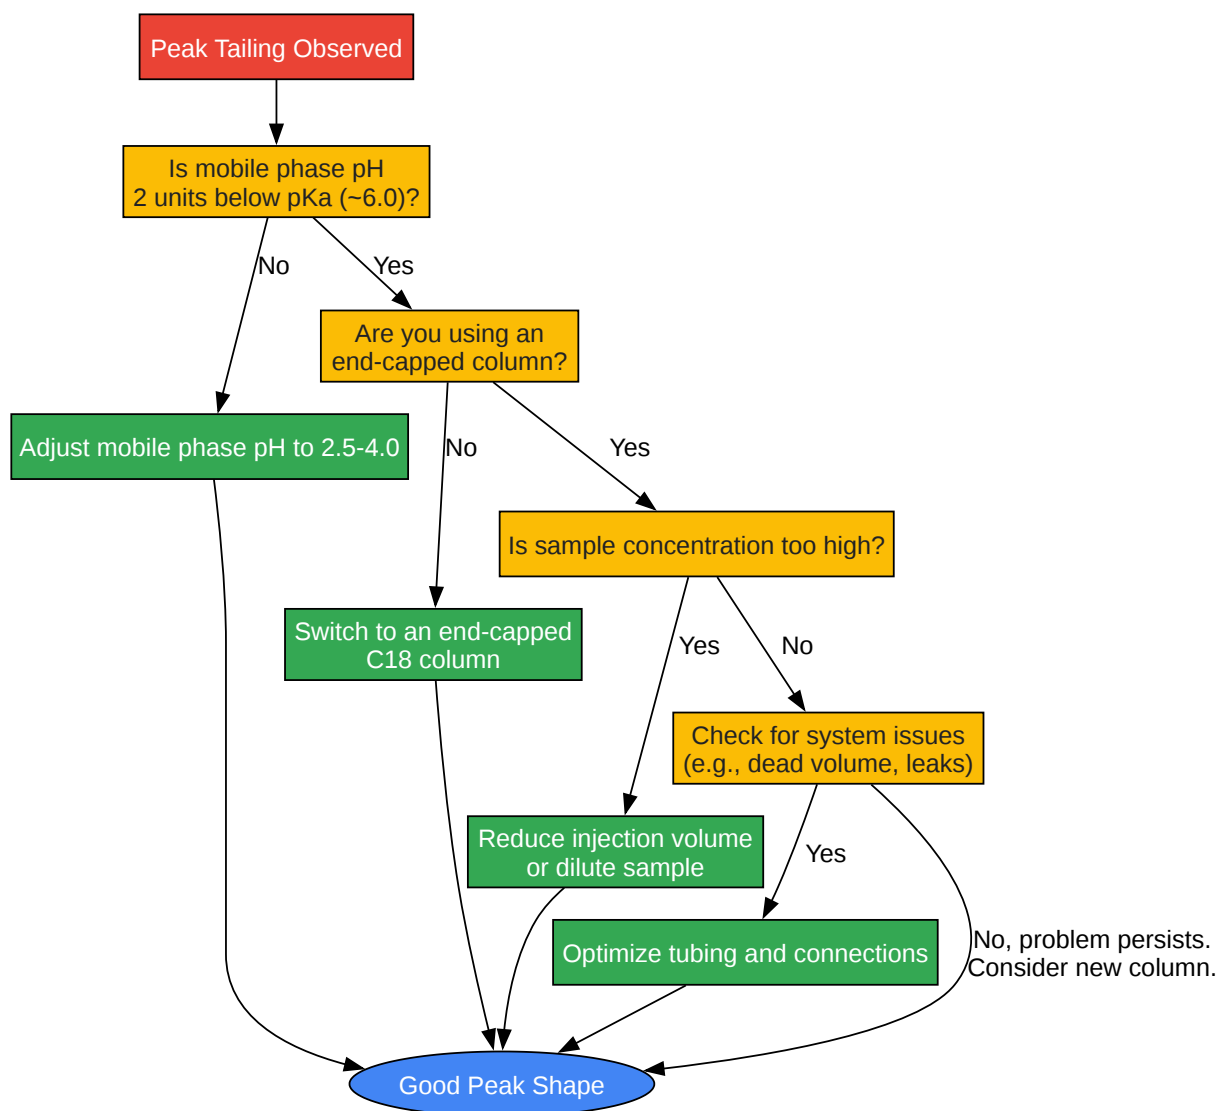 Peak Tailing Observed
Is mobile phase pH
2 units below pKa (~6.0)?
No
Yes
Are you using an
end-capped column?
Adjust mobile phase pH to 2.5-4.0
No
Yes
Is sample concentration too high?
Switch to an end-capped
C18 column
Yes
No
Check for system issues
(e.g., dead volume, leaks)
Reduce injection volume
or dilute sample
Yes
Optimize tubing and connections
No, problem persists.
Consider new column.
Good Peak Shape